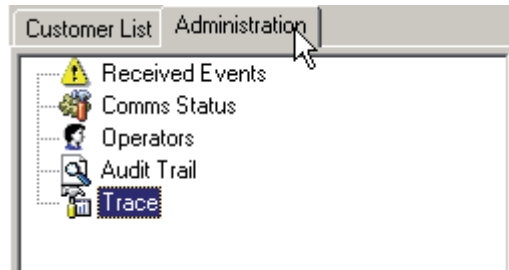 Customer List Administration
Received Events
Comms Status
Operators
Audit Trail
Trace